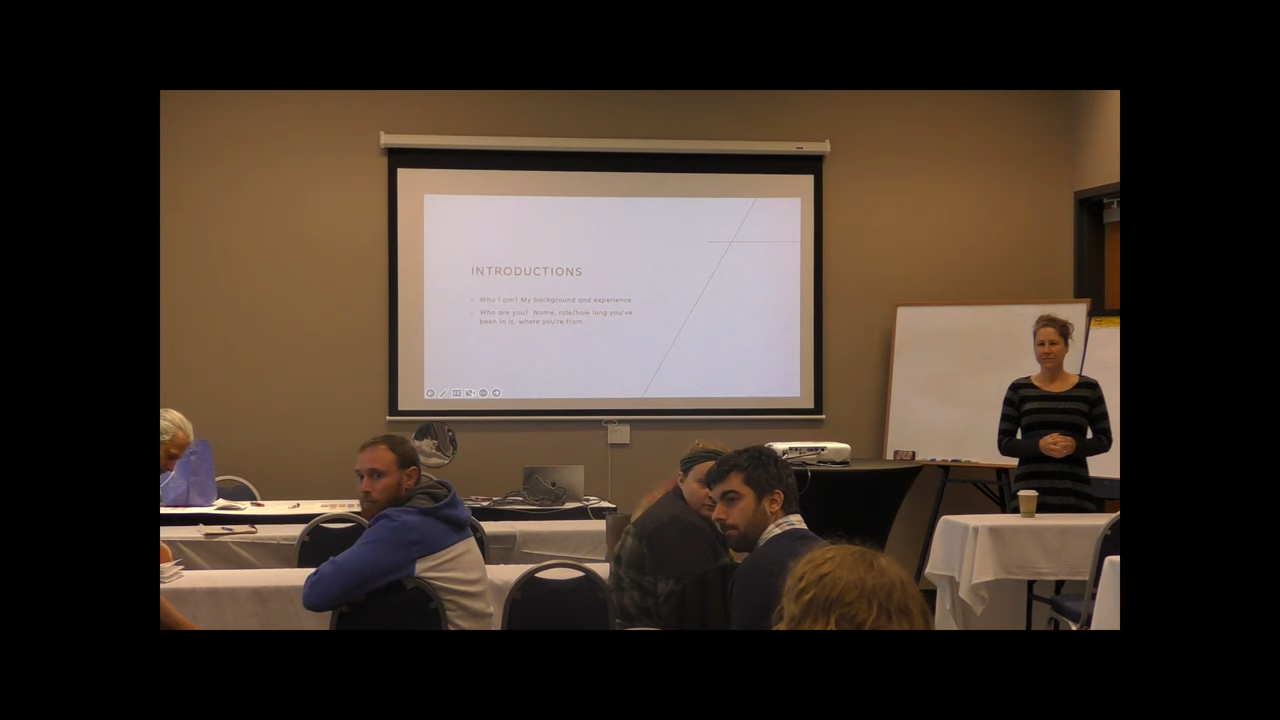 INTRODUCTIONS
– Who I am? My background and experience
– Who are you? Name, role/how long you've
been in it, where you're from